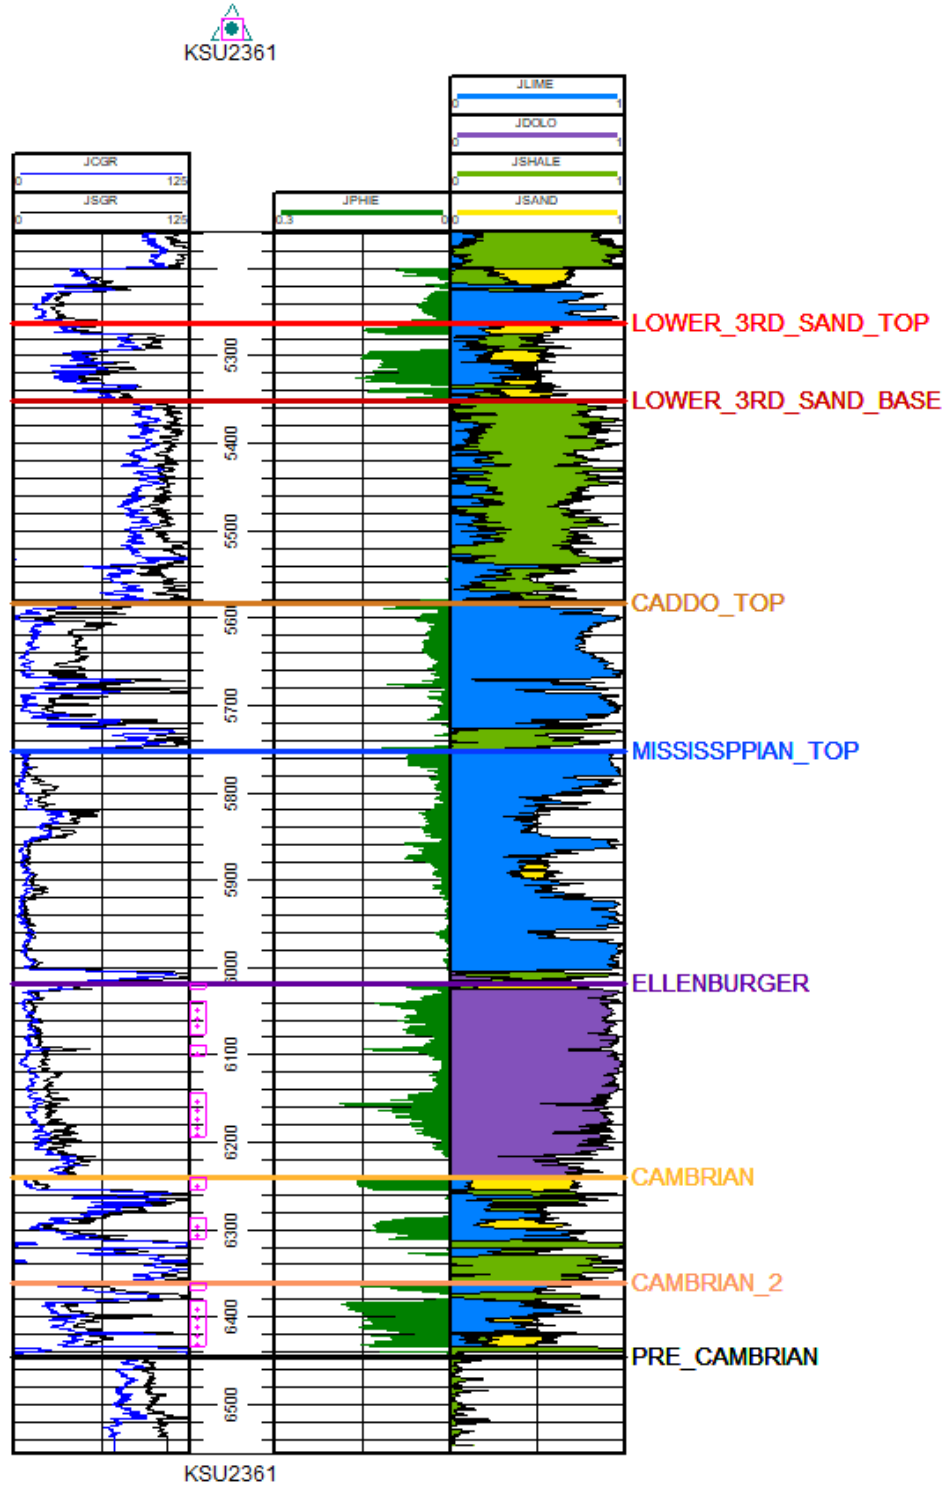 KSU2361
JLIME
0 1
JDOLO
0 1
JCGR
0 125
JSHALE
0 1
JSGR
0 125
JPHIE
0.3 0
JSAND
0 1
LOWER_3RD_SAND_TOP
5300
LOWER_3RD_SAND_BASE
5400
5500
CADDO_TOP
5600
5700
MISSISSPPIAN_TOP
5800
5900
6000
ELLENBURGER
6100
6200
CAMBRIAN
6300
CAMBRIAN_2
6400
PRE_CAMBRIAN
6500
KSU2361